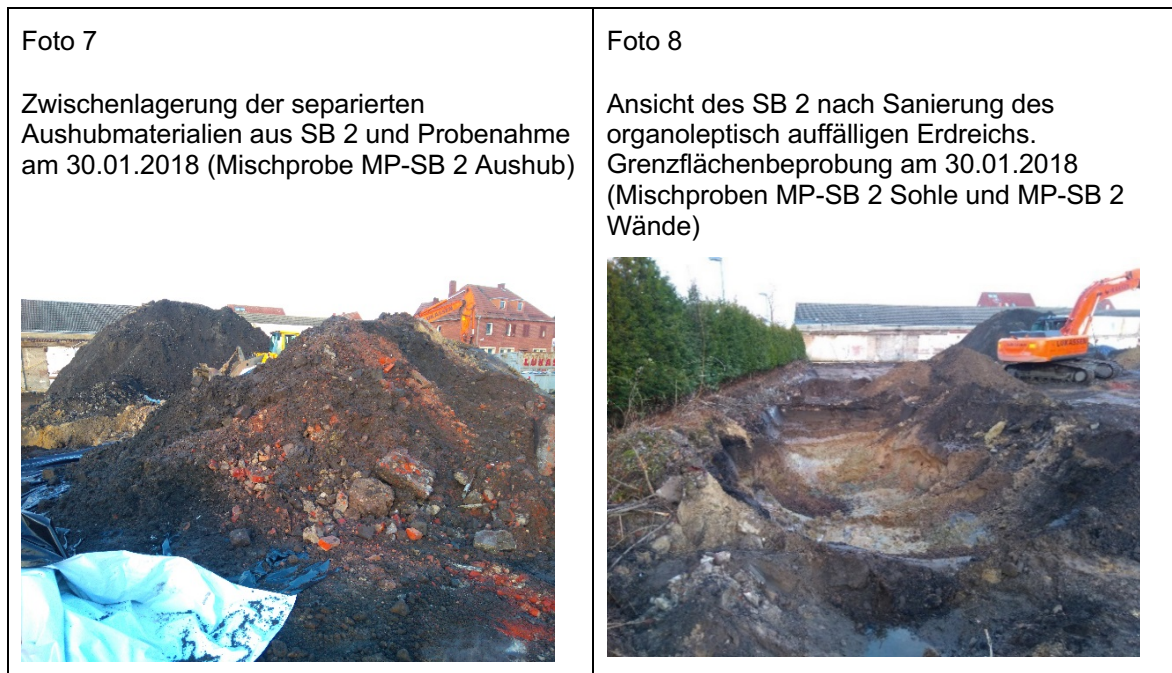 Foto 7
Zwischenlagerung der separierten
Aushubmaterialien aus SB 2 und Probenahme
am 30.01.2018 (Mischprobe MP-SB 2 Aushub)
Foto 8
Ansicht des SB 2 nach Sanierung des
organoleptisch auffälligen Erdreichs.
Grenzflächenbeprobung am 30.01.2018
(Mischproben MP-SB 2 Sohle und MP-SB 2
Wände)